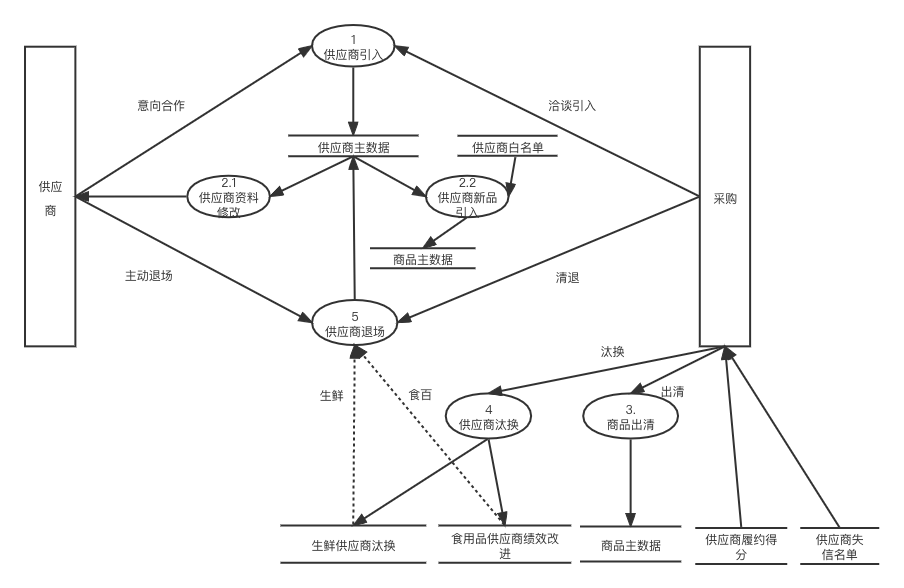 1
供应商引入
意向合作
洽谈引入
供应商主数据
供应商白名单
供应
商
2.1
供应商资料
修改
2.2
供应商新品
引入
采购
商品主数据
主动退场
清退
5
供应商退场
汰换
生鲜
食百
出清
4
供应商汰换
3.
商品出清
生鲜供应商汰换
食用品供应商绩效改
进
商品主数据
供应商履约得
分
供应商失
信名单